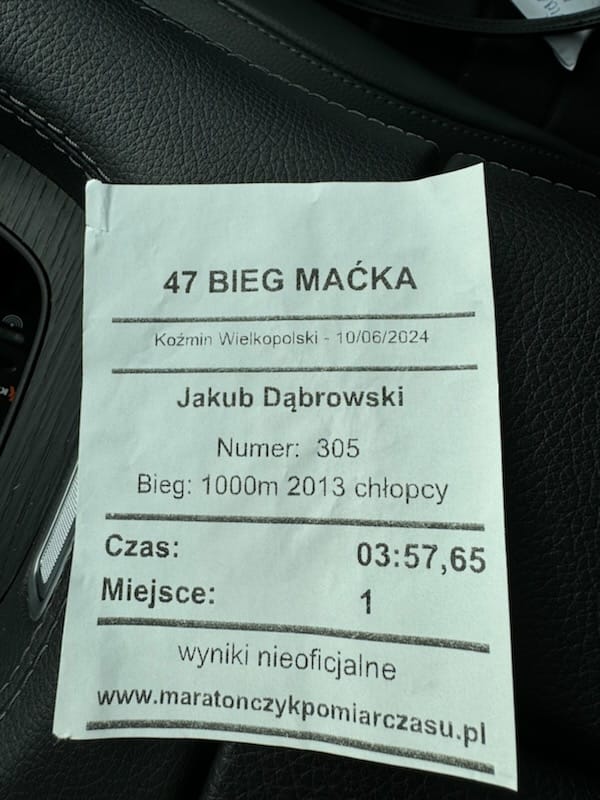 47 BIEG MAĆKA
Koźmin Wielkopolski - 10/06/2024
Jakub Dąbrowski
Numer: 305
Bieg: 1000m 2013 chłopcy
Czas: 03:57,65
Miejsce: 1
wyniki nieoficjalne
www.maratonczykpomiarczasu.pl